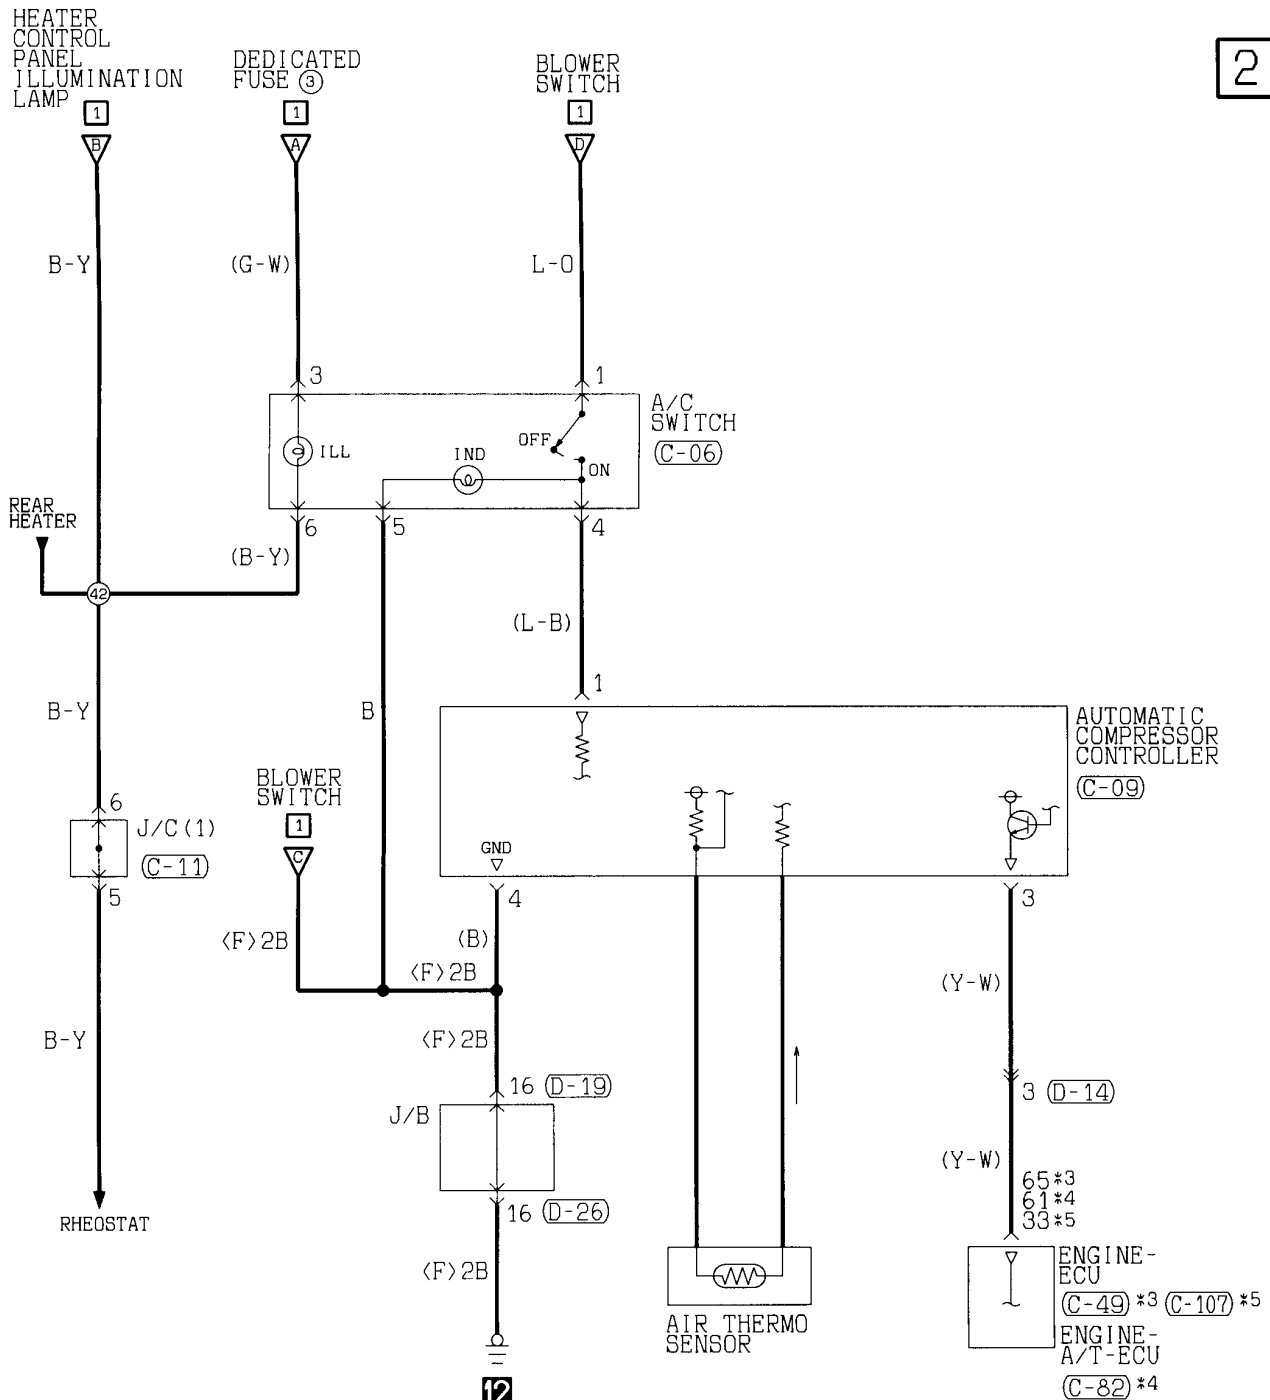 HEATER
CONTROL
PANEL
ILLUMINATION
LAMP
DEDICATED
FUSE ③
BLOWER
SWITCH
2
1
1
1
B
A
D
B-Y
(G-W)
L-O
3
1
A/C
SWITCH
(C-06)
OFF
ILL
IND
ON
REAR
HEATER
6
5
4
(B-Y)
42
(L-B)
1
B-Y
B
AUTOMATIC
COMPRESSOR
CONTROLLER
(C-09)
BLOWER
SWITCH
1
6
J/C(1)
(C-11)
C
GND
5
4
3
〈F〉2B
(B)
〈F〉2B
(Y-W)
B-Y
〈F〉2B
16 (D-19)
3 (D-14)
J/B
(Y-W)
65*3
61*4
33*5
RHEOSTAT
16 (D-26)
〈F〉2B
ENGINE-
ECU
(C-49)*3 (C-107)*5
AIR THERMO
SENSOR
ENGINE-
A/T-ECU
(C-82)*4
12